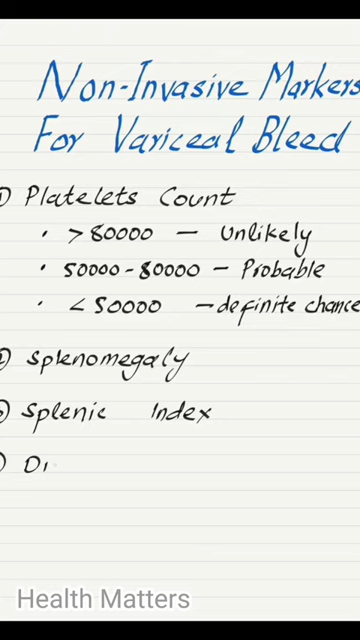 Non-Invasive Markers
For Variceal Bleed
Platelets Count
· > 80000 — Unlikely
· 50000 - 80000 — Probable
· < 50000 — definite chance
Splenomegaly
Splenic Index
Di
Health Matters